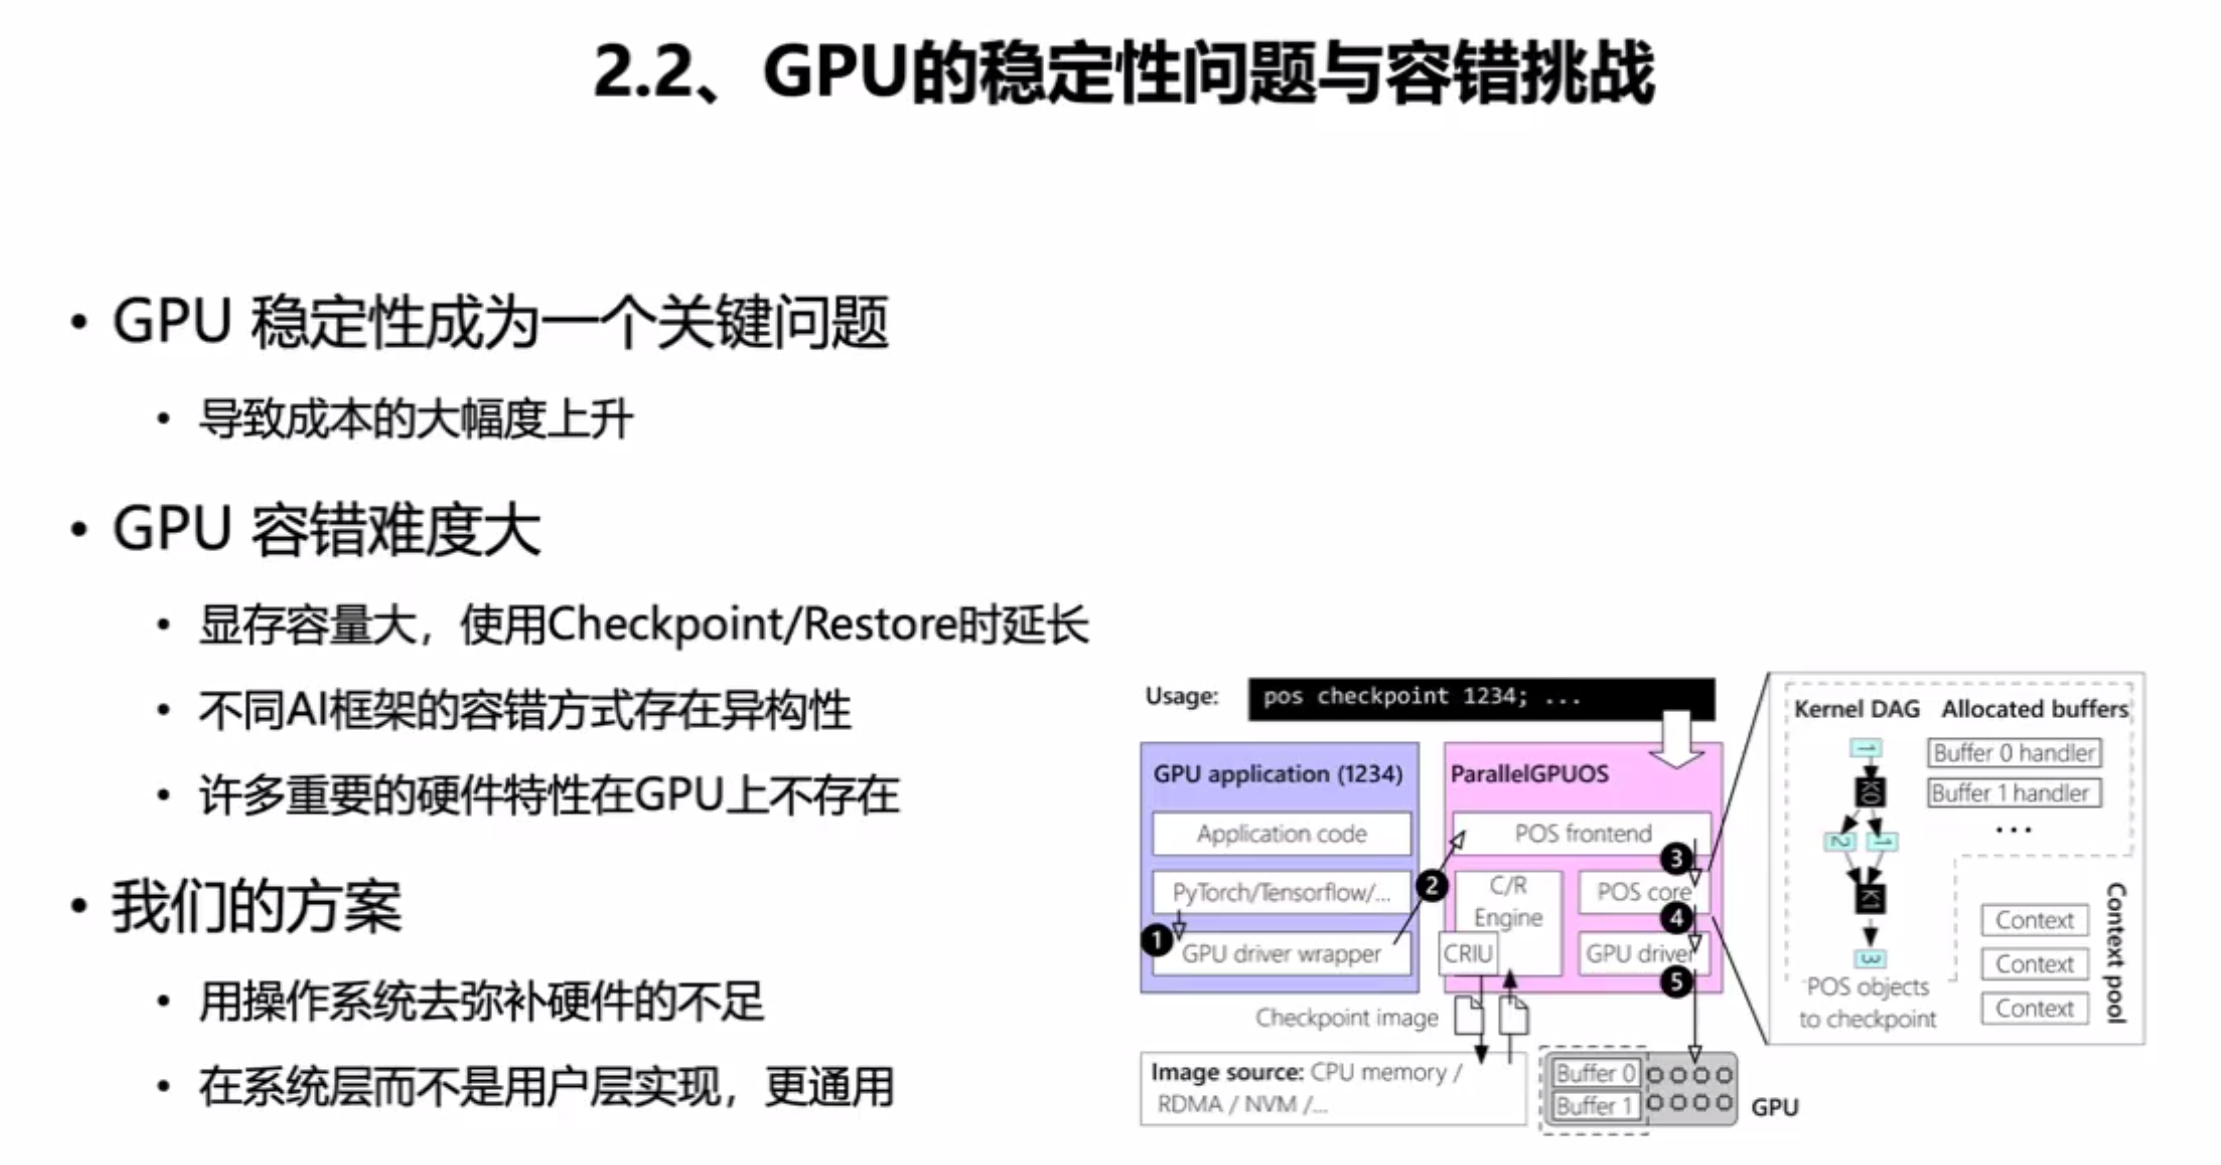 2.2、GPU的稳定性问题与容错挑战
• GPU 稳定性成为一个关键问题
• 导致成本的大幅度上升
• GPU 容错难度大
• 显存容量大，使用Checkpoint/Restore时延长
• 不同AI框架的容错方式存在异构性
• 许多重要的硬件特性在GPU上不存在
• 我们的方案
• 用操作系统去弥补硬件的不足
• 在系统层而不是用户层实现，更通用
Usage:
pos checkpoint 1234; ...
GPU application (1234)
Application code
PyTorch/Tensorflow/...
1
GPU driver wrapper
2
ParallelGPUOS
POS frontend
3
C/R
Engine
POS core
4
CRIU
GPU driver
5
Checkpoint image
Image source: CPU memory /
RDMA / NVM /...
Buffer 0
Buffer 1
GPU
Kernel DAG
Allocated buffers
1
K0
2
1
K1
3
Buffer 0 handler
Buffer 1 handler
...
POS objects
to checkpoint
Context
Context
Context
Context pool